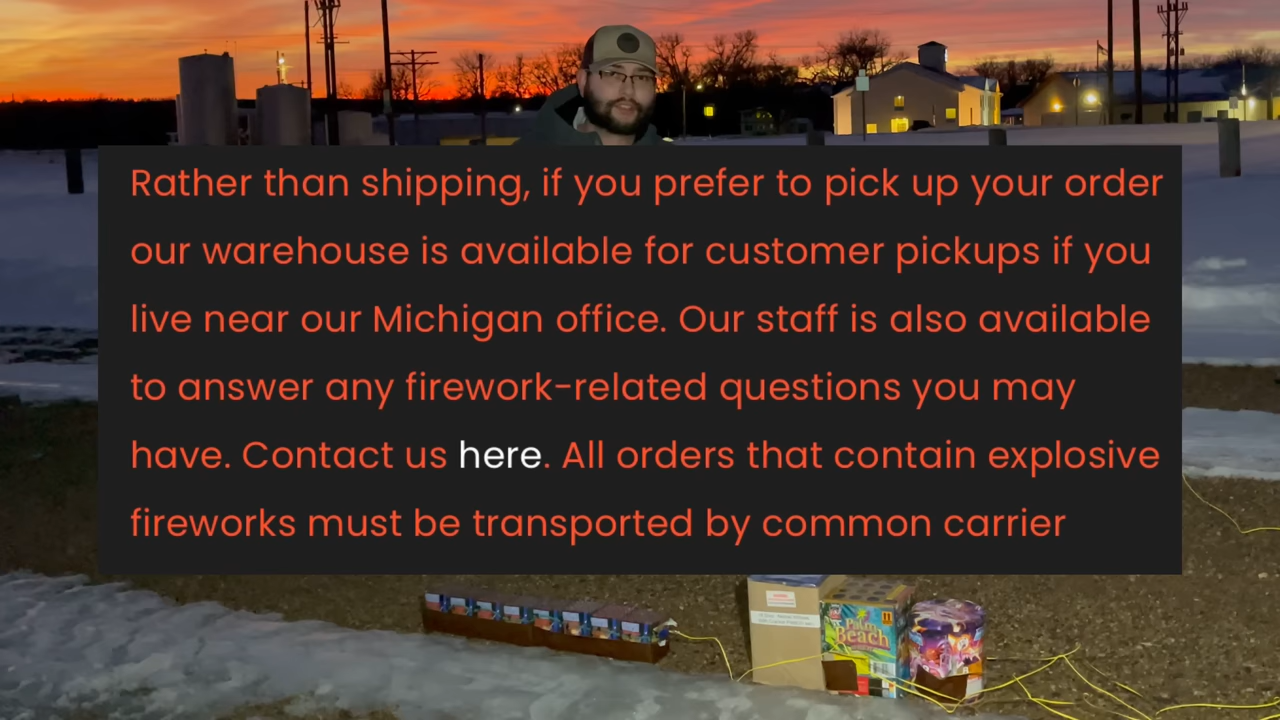 Rather than shipping, if you prefer to pick up your order
our warehouse is available for customer pickups if you
live near our Michigan office. Our staff is also available
to answer any firework-related questions you may
have. Contact us here. All orders that contain explosive
fireworks must be transported by common carrier
Palm
Beach